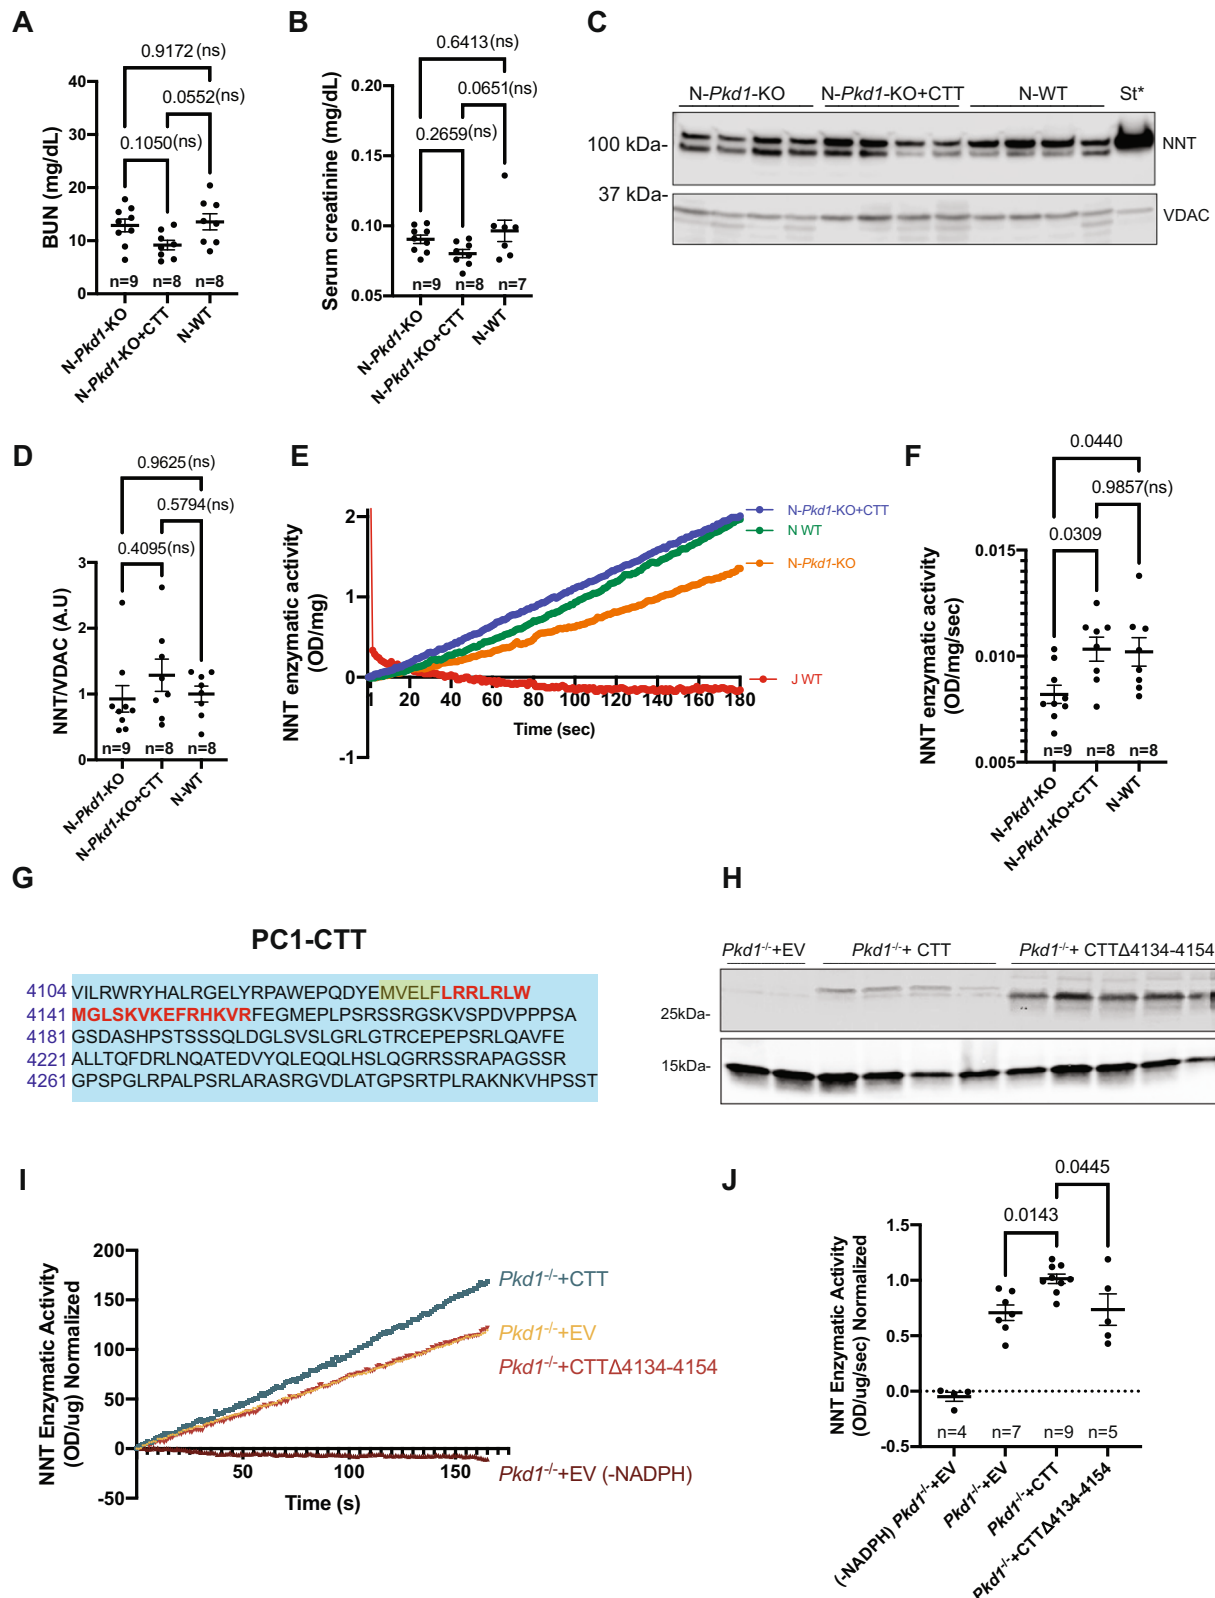 A
0.9172(ns)
0.0552(ns)
0.1050(ns)
BUN (mg/dL)
40
30
20
10
0
n=9 n=8 n=8
N-Pkd1-KO
N-Pkd1-KO+CTT
N-WT
B
0.6413(ns)
0.0651(ns)
0.2659(ns)
Serum creatinine (mg/dL)
0.20
0.15
0.10
0.05
n=9 n=8 n=7
N-Pkd1-KO
N-Pkd1-KO+CTT
N-WT
C
N-Pkd1-KO N-Pkd1-KO+CTT N-WT St*
100 kDa- NNT
37 kDa-
VDAC
D
0.9625(ns)
0.5794(ns)
0.4095(ns)
NNT/VDAC (A.U)
3
2
1
0
n=9 n=8 n=8
N-Pkd1-KO
N-Pkd1-KO+CTT
N-WT
E
NNT enzymatic activity
(OD/mg)
2
1
0
-1
20 40 60 80 100 120 140 160 180
Time (sec)
N-Pkd1-KO+CTT
N WT
N-Pkd1-KO
J WT
F
0.0440
0.9857(ns)
0.0309
NNT enzymatic activity
(OD/mg/sec)
0.015
0.010
0.005
n=9 n=8 n=8
N-Pkd1-KO
N-Pkd1-KO+CTT
N-WT
G
PC1-CTT
4104 VILRWRYHALRGELYRPAWEPQDYEMVELFLRRLRLW
4141 MGLSKVKEFRHKVRFEGMEPLPSRSSRGSKVSPDVPPPSA
4181 GSDASHPSTSSSQLDGLSVSLGRLGTRCEPEPSRLQAVFE
4221 ALLTQFDRLNQATEDVYQLEQQLHSLQGRRSSRAPAGSSR
4261 GPSPGLRPALPSRLARASRGVDLATGPSRTPLRAKNKVHPSST
H
Pkd1-/-+EV Pkd1-/-+ CTT Pkd1-/-+ CTTΔ4134-4154
25kDa-
15kDa-
I
NNT Enzymatic Activity
(OD/ug) Normalized
200
150
100
50
0
-50
50 100 150
Time (s)
Pkd1-/-+CTT
Pkd1-/-+EV
Pkd1-/-+CTTΔ4134-4154
Pkd1-/-+EV (-NADPH)
J
0.0445
0.0143
NNT Enzymatic Activity
(OD/ug/sec) Normalized
1.5
1.0
0.5
0.0
-0.5
n=4 n=7 n=9 n=5
(-NADPH) Pkd1-/-+EV
Pkd1-/-+EV
Pkd1-/-+CTT
Pkd1-/-+CTTΔ4134-4154